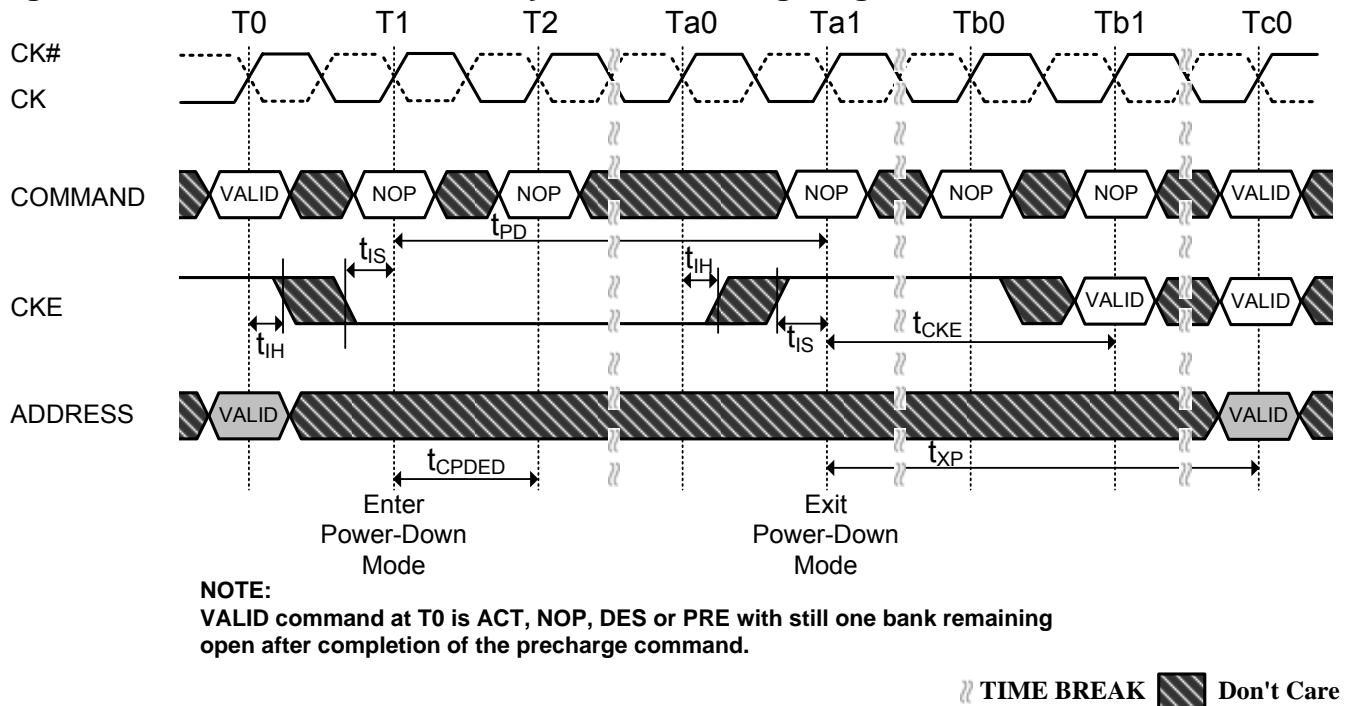 T0 T1 T2 Ta0 Ta1 Tb0 Tb1 Tc0
CK#
CK
COMMAND VALID NOP NOP NOP NOP NOP VALID
tPD
tIS tIH
CKE VALID VALID
tIH tIS tCKE
ADDRESS VALID VALID
tCPDED tXP
Enter
Power-Down
Mode
Exit
Power-Down
Mode
NOTE:
VALID command at T0 is ACT, NOP, DES or PRE with still one bank remaining
open after completion of the precharge command.
TIME BREAK Don't Care